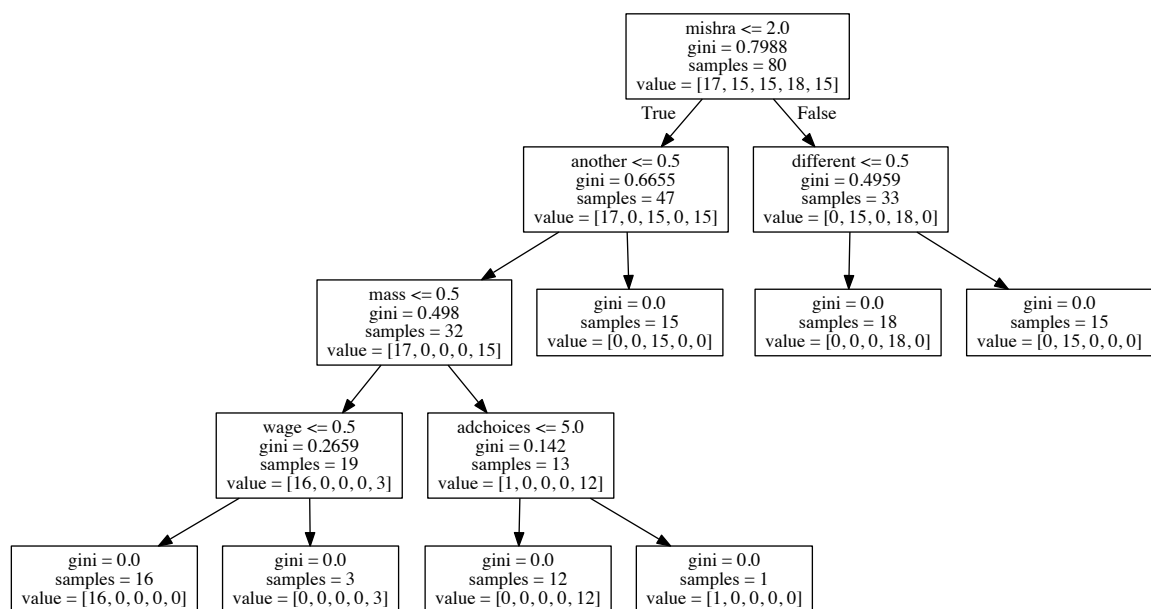 mishra <= 2.0
gini = 0.7988
samples = 80
value = [17, 15, 15, 18, 15]
True
False
another <= 0.5
gini = 0.6655
samples = 47
value = [17, 0, 15, 0, 15]
different <= 0.5
gini = 0.4959
samples = 33
value = [0, 15, 0, 18, 0]
mass <= 0.5
gini = 0.498
samples = 32
value = [17, 0, 0, 0, 15]
gini = 0.0
samples = 15
value = [0, 0, 15, 0, 0]
gini = 0.0
samples = 18
value = [0, 0, 0, 18, 0]
gini = 0.0
samples = 15
value = [0, 15, 0, 0, 0]
wage <= 0.5
gini = 0.2659
samples = 19
value = [16, 0, 0, 0, 3]
adchoices <= 5.0
gini = 0.142
samples = 13
value = [1, 0, 0, 0, 12]
gini = 0.0
samples = 16
value = [16, 0, 0, 0, 0]
gini = 0.0
samples = 3
value = [0, 0, 0, 0, 3]
gini = 0.0
samples = 12
value = [0, 0, 0, 0, 12]
gini = 0.0
samples = 1
value = [1, 0, 0, 0, 0]